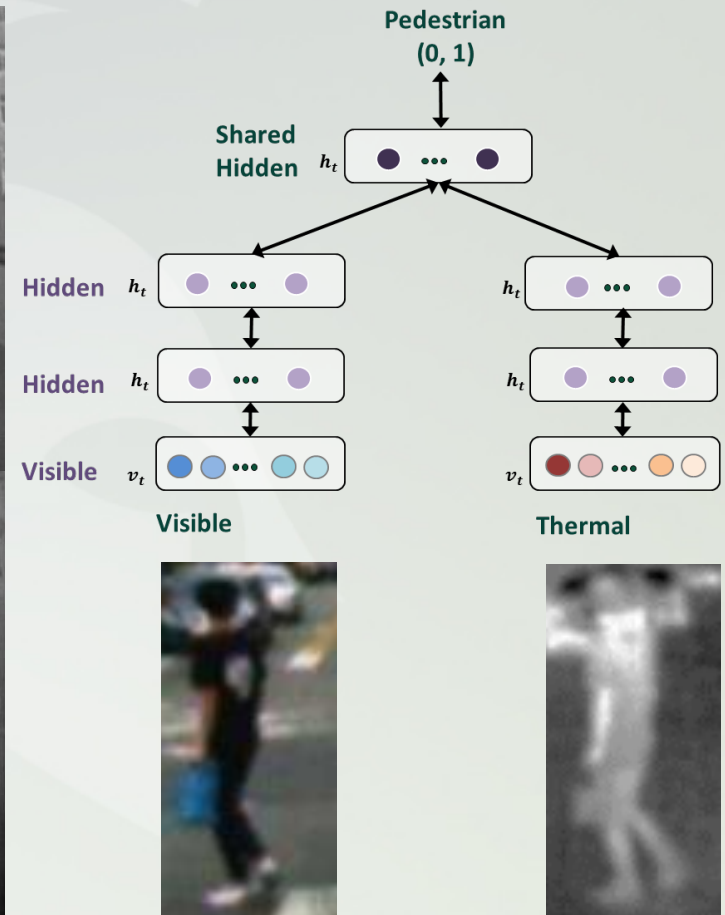 Pedestrian
(0, 1)
Shared
Hidden
h_t
Hidden
h_t
h_t
Hidden
h_t
h_t
Visible
v_t
v_t
Visible
Thermal